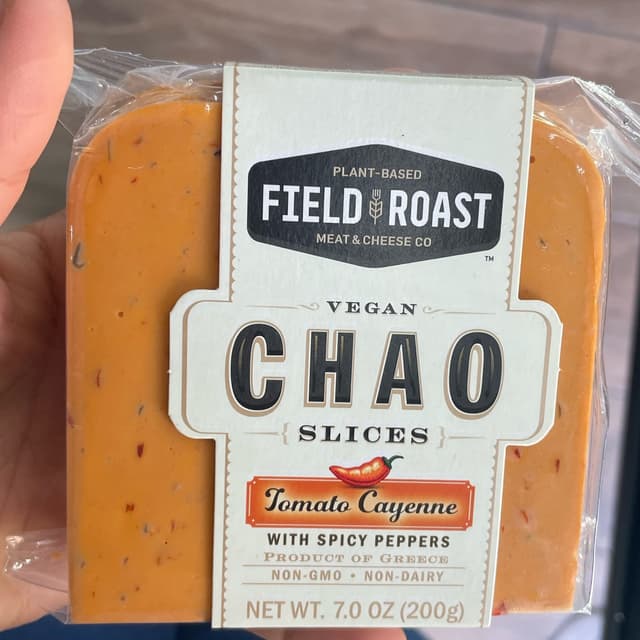 PLANT-BASED
FIELD ROAST
MEAT & CHEESE CO
TM
VEGAN
CHAO
SLICES
Tomato Cayenne
WITH SPICY PEPPERS
PRODUCT OF GREECE
NON-GMO • NON-DAIRY
NET WT. 7.0 OZ (200g)